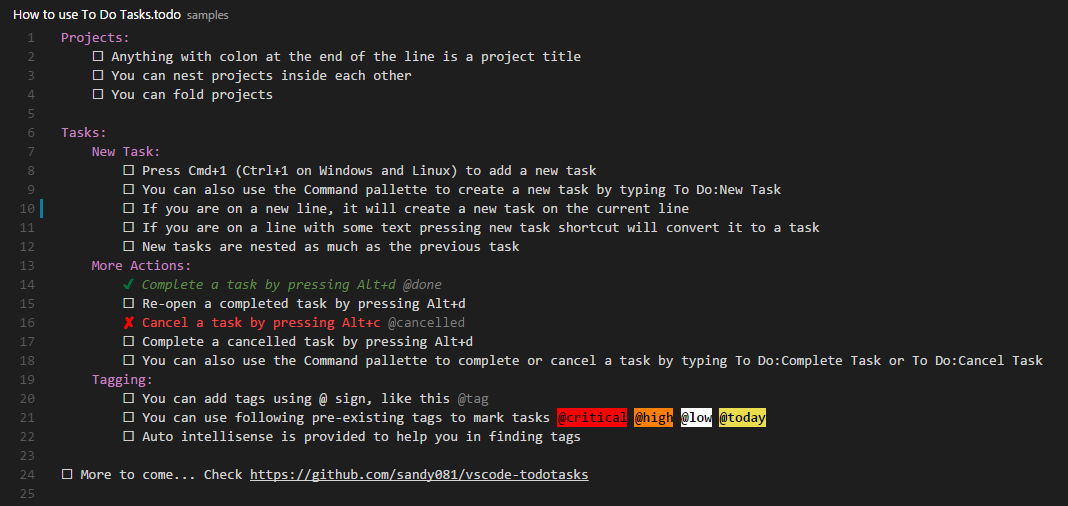 How to use To Do Tasks.todo samples
1 Projects:
2 ☐ Anything with colon at the end of the line is a project title
3 ☐ You can nest projects inside each other
4 ☐ You can fold projects
5
6 Tasks:
7 New Task:
8 ☐ Press Cmd+1 (Ctrl+1 on Windows and Linux) to add a new task
9 ☐ You can also use the Command pallette to create a new task by typing To Do:New Task
10 ☐ If you are on a new line, it will create a new task on the current line
11 ☐ If you are on a line with some text pressing new task shortcut will convert it to a task
12 ☐ New tasks are nested as much as the previous task
13 More Actions:
14 ✔ Complete a task by pressing Alt+d @done
15 ☐ Re-open a completed task by pressing Alt+d
16 ✘ Cancel a task by pressing Alt+c @cancelled
17 ☐ Complete a cancelled task by pressing Alt+d
18 ☐ You can also use the Command pallette to complete or cancel a task by typing To Do:Complete Task or To Do:Cancel Task
19 Tagging:
20 ☐ You can add tags using @ sign, like this @tag
21 ☐ You can use following pre-existing tags to mark tasks @critical @high @low @today
22 ☐ Auto intellisense is provided to help you in finding tags
23
24 ☐ More to come... Check https://github.com/sandy081/vscode-todotasks
25